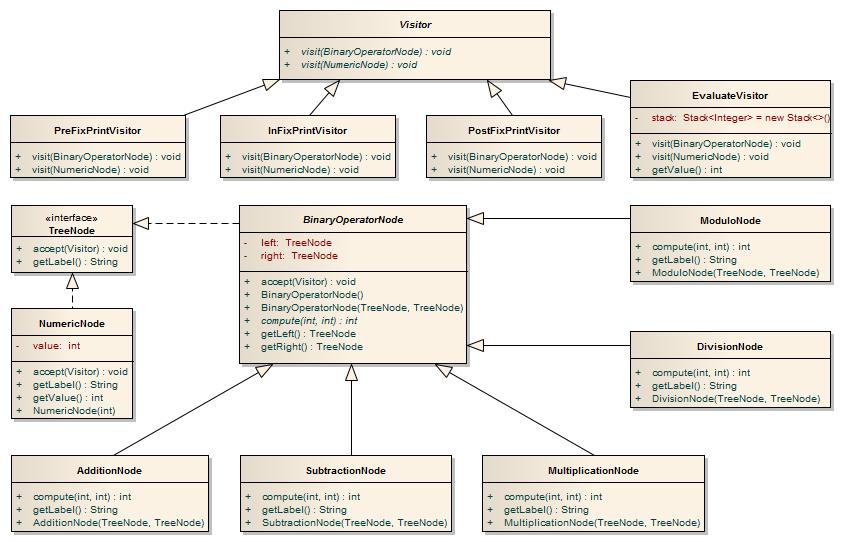 Visitor
+ visit(BinaryOperatorNode) : void
+ visit(NumericNode) : void
PreFixPrintVisitor
+ visit(BinaryOperatorNode) : void
+ visit(NumericNode) : void
InFixPrintVisitor
+ visit(BinaryOperatorNode) : void
+ visit(NumericNode) : void
PostFixPrintVisitor
+ visit(BinaryOperatorNode) : void
+ visit(NumericNode) : void
EvaluateVisitor
- stack: Stack<Integer> = new Stack<>()
+ visit(BinaryOperatorNode) : void
+ visit(NumericNode) : void
+ getValue() : int
«interface»
TreeNode
+ accept(Visitor) : void
+ getLabel() : String
BinaryOperatorNode
- left: TreeNode
- right: TreeNode
+ accept(Visitor) : void
+ BinaryOperatorNode()
+ BinaryOperatorNode(TreeNode, TreeNode)
+ compute(int, int) : int
+ getLeft() : TreeNode
+ getRight() : TreeNode
ModuloNode
+ compute(int, int) : int
+ getLabel() : String
+ ModuloNode(TreeNode, TreeNode)
NumericNode
- value: int
+ accept(Visitor) : void
+ getLabel() : String
+ getValue() : int
+ NumericNode(int)
DivisionNode
+ compute(int, int) : int
+ getLabel() : String
+ DivisionNode(TreeNode, TreeNode)
AdditionNode
+ compute(int, int) : int
+ getLabel() : String
+ AdditionNode(TreeNode, TreeNode)
SubtractionNode
+ compute(int, int) : int
+ getLabel() : String
+ SubtractionNode(TreeNode, TreeNode)
MultiplicationNode
+ compute(int, int) : int
+ getLabel() : String
+ MultiplicationNode(TreeNode, TreeNode)